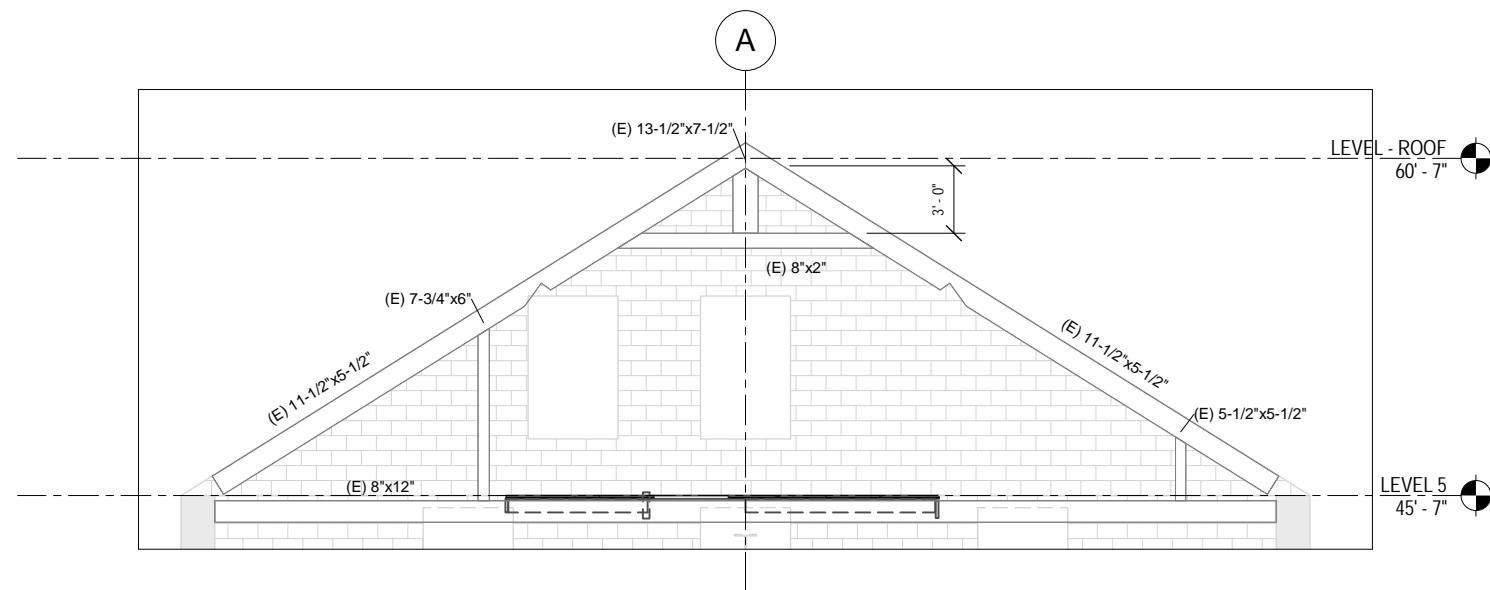 A
(E) 13-1/2"x7-1/2"
LEVEL - ROOF
60' - 7"
3' - 0"
(E) 8"x2"
(E) 7-3/4"x6"
(E) 11-1/2"x5-1/2"
(E) 11-1/2"x5-1/2"
(E) 5-1/2"x5-1/2"
(E) 8"x12"
LEVEL 5
45' - 7"